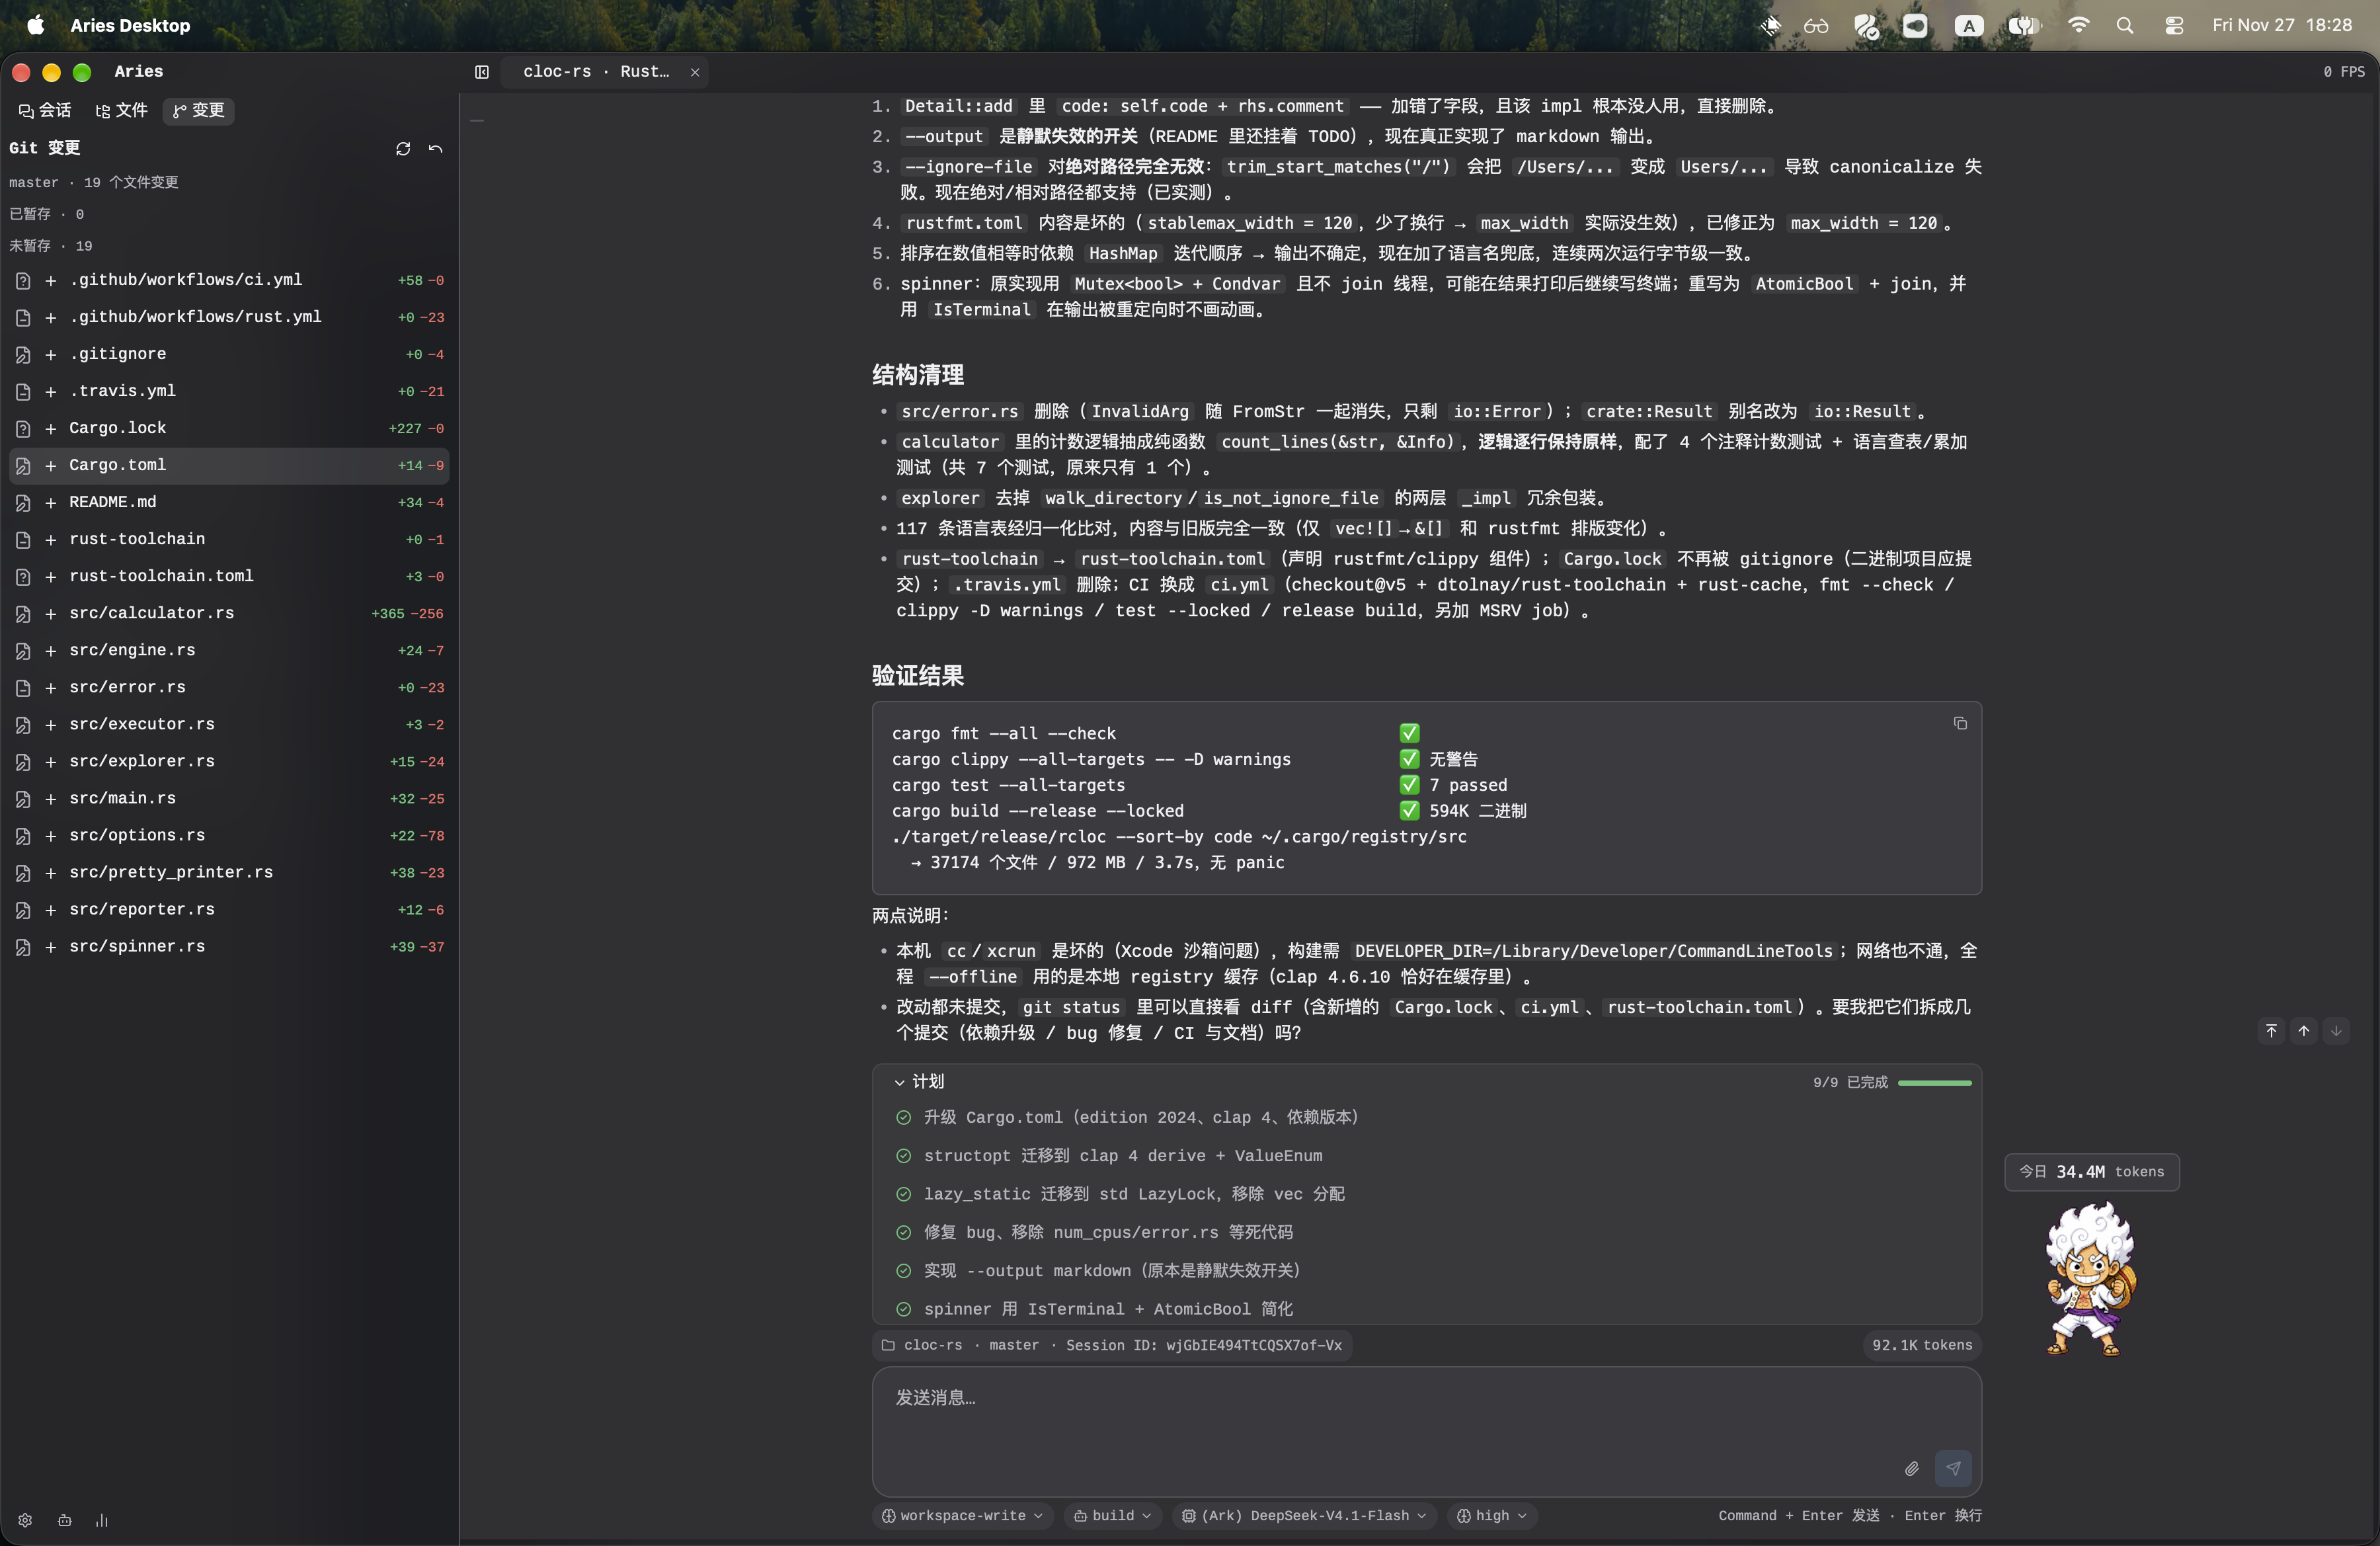 Aries Desktop
A
Fri Nov 27 18:28
Aries
cloc-rs · Rust…
0 FPS
会话
文件
变更
Git 变更
master · 19 个文件变更
已暂存 · 0
未暂存 · 19
.github/workflows/ci.yml +58 −0
.github/workflows/rust.yml +0 −23
.gitignore +0 −4
.travis.yml +0 −21
Cargo.lock +227 −0
Cargo.toml +14 −9
README.md +34 −4
rust-toolchain +0 −1
rust-toolchain.toml +3 −0
src/calculator.rs +365 −256
src/engine.rs +24 −7
src/error.rs +0 −23
src/executor.rs +3 −2
src/explorer.rs +15 −24
src/main.rs +32 −25
src/options.rs +22 −78
src/pretty_printer.rs +38 −23
src/reporter.rs +12 −6
src/spinner.rs +39 −37
1. Detail::add 里 code: self.code + rhs.comment —— 加错了字段，且该 impl 根本没人用，直接删除。
2. --output 是静默失效的开关（README 里还挂着 TODO），现在真正实现了 markdown 输出。
3. --ignore-file 对绝对路径完全无效：trim_start_matches("/") 会把 /Users/... 变成 Users/... 导致 canonicalize 失
败。现在绝对/相对路径都支持（已实测）。
4. rustfmt.toml 内容是坏的（stablemax_width = 120，少了换行 → max_width 实际没生效），已修正为 max_width = 120。
5. 排序在数值相等时依赖 HashMap 迭代顺序 → 输出不确定，现在加了语言名兜底，连续两次运行字节级一致。
6. spinner：原实现用 Mutex<bool> + Condvar 且不 join 线程，可能在结果打印后继续写终端；重写为 AtomicBool + join，并
用 IsTerminal 在输出被重定向时不画动画。
结构清理
• src/error.rs 删除（InvalidArg 随 FromStr 一起消失，只剩 io::Error）；crate::Result 别名改为 io::Result。
• calculator 里的计数逻辑抽成纯函数 count_lines(&str, &Info)，逻辑逐行保持原样，配了 4 个注释计数测试 + 语言查表/累加
测试（共 7 个测试，原来只有 1 个）。
• explorer 去掉 walk_directory/is_not_ignore_file 的两层 _impl 冗余包装。
• 117 条语言表经归一化比对，内容与旧版完全一致（仅 vec![]→&[] 和 rustfmt 排版变化）。
• rust-toolchain → rust-toolchain.toml（声明 rustfmt/clippy 组件）；Cargo.lock 不再被 gitignore（二进制项目应提
交）；.travis.yml 删除；CI 换成 ci.yml（checkout@v5 + dtolnay/rust-toolchain + rust-cache，fmt --check /
clippy -D warnings / test --locked / release build，另加 MSRV job）。
验证结果
cargo fmt --all --check ✅
cargo clippy --all-targets -- -D warnings ✅ 无警告
cargo test --all-targets ✅ 7 passed
cargo build --release --locked ✅ 594K 二进制
./target/release/rcloc --sort-by code ~/.cargo/registry/src
→ 37174 个文件 / 972 MB / 3.7s，无 panic
两点说明：
• 本机 cc/xcrun 是坏的（Xcode 沙箱问题），构建需 DEVELOPER_DIR=/Library/Developer/CommandLineTools；网络也不通，全
程 --offline 用的是本地 registry 缓存（clap 4.6.10 恰好在缓存里）。
• 改动都未提交，git status 里可以直接看 diff（含新增的 Cargo.lock、ci.yml、rust-toolchain.toml）。要我把它们拆成几
个提交（依赖升级 / bug 修复 / CI 与文档）吗？
计划 9/9 已完成
升级 Cargo.toml（edition 2024、clap 4、依赖版本）
structopt 迁移到 clap 4 derive + ValueEnum
lazy_static 迁移到 std LazyLock，移除 vec 分配
修复 bug、移除 num_cpus/error.rs 等死代码
实现 --output markdown（原本是静默失效开关）
spinner 用 IsTerminal + AtomicBool 简化
今日 34.4M tokens
cloc-rs · master · Session ID: wjGbIE494TtCQSX7of-Vx
92.1K tokens
发送消息…
workspace-write
build
(Ark) DeepSeek-V4.1-Flash
high
Command + Enter 发送 · Enter 换行